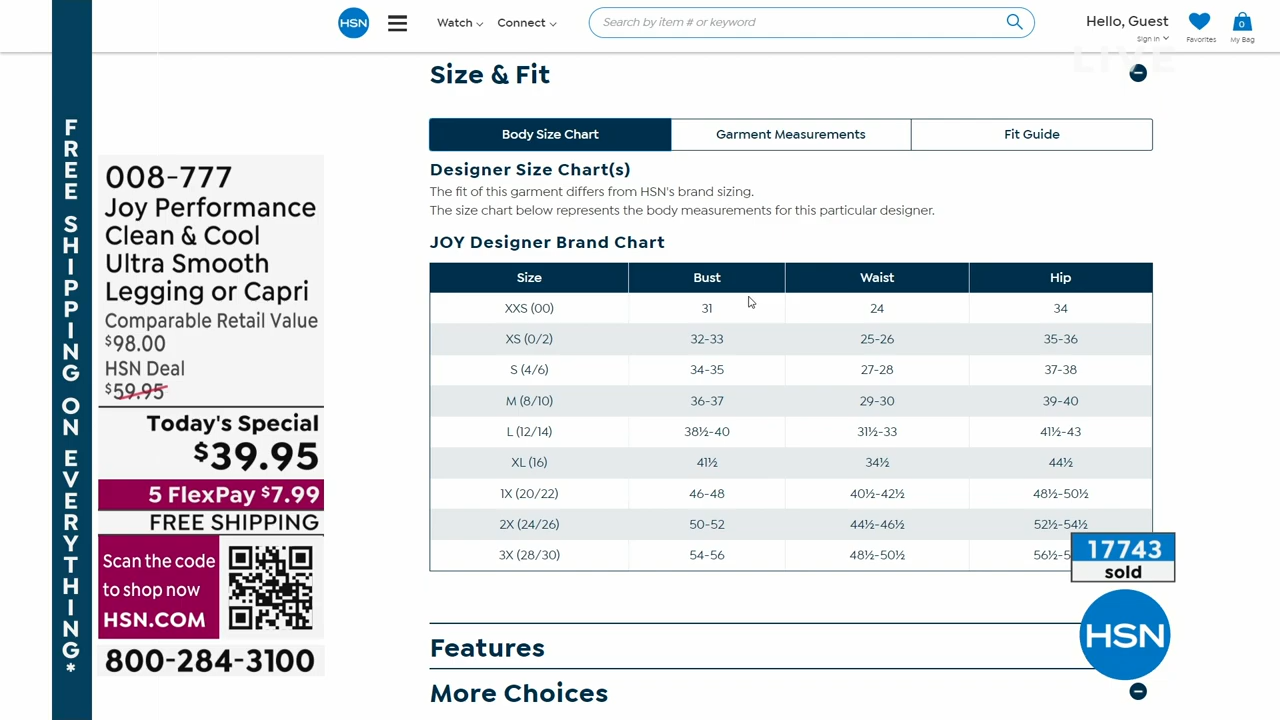 HSN
Watch
Connect
Search by item # or keyword
Hello, Guest
Sign In
Favorites
0
My Bag
LIVE
FREE SHIPPING ON EVERYTHING*
008-777
Joy Performance
Clean & Cool
Ultra Smooth
Legging or Capri
Comparable Retail Value
$98.00
HSN Deal
$59.95
Today's Special
$39.95
5 FlexPay $7.99
FREE SHIPPING
Scan the code
to shop now
HSN.COM
800-284-3100
Size & Fit
Body Size Chart Garment Measurements Fit Guide
Designer Size Chart(s)
The fit of this garment differs from HSN's brand sizing.
The size chart below represents the body measurements for this particular designer.
JOY Designer Brand Chart
Size Bust Waist Hip
XXS (00) 31 24 34
XS (0/2) 32-33 25-26 35-36
S (4/6) 34-35 27-28 37-38
M (8/10) 36-37 29-30 39-40
L (12/14) 38½-40 31½-33 41½-43
XL (16) 41½ 34½ 44½
1X (20/22) 46-48 40½-42½ 48½-50½
2X (24/26) 50-52 44½-46½ 52½-54½
3X (28/30) 54-56 48½-50½
17743
sold
HSN
Features
More Choices